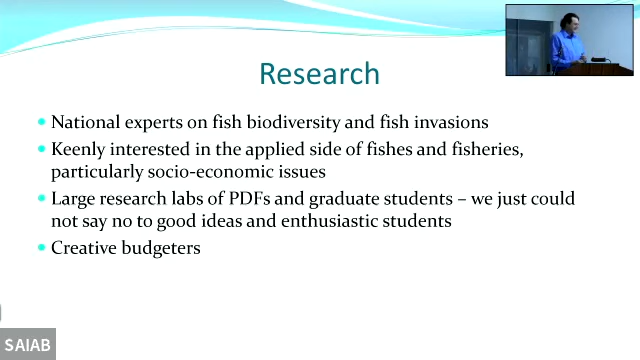 Research
National experts on fish biodiversity and fish invasions
Keenly interested in the applied side of fishes and fisheries,
particularly socio-economic issues
Large research labs of PDFs and graduate students – we just could
not say no to good ideas and enthusiastic students
Creative budgeters
SAIAB